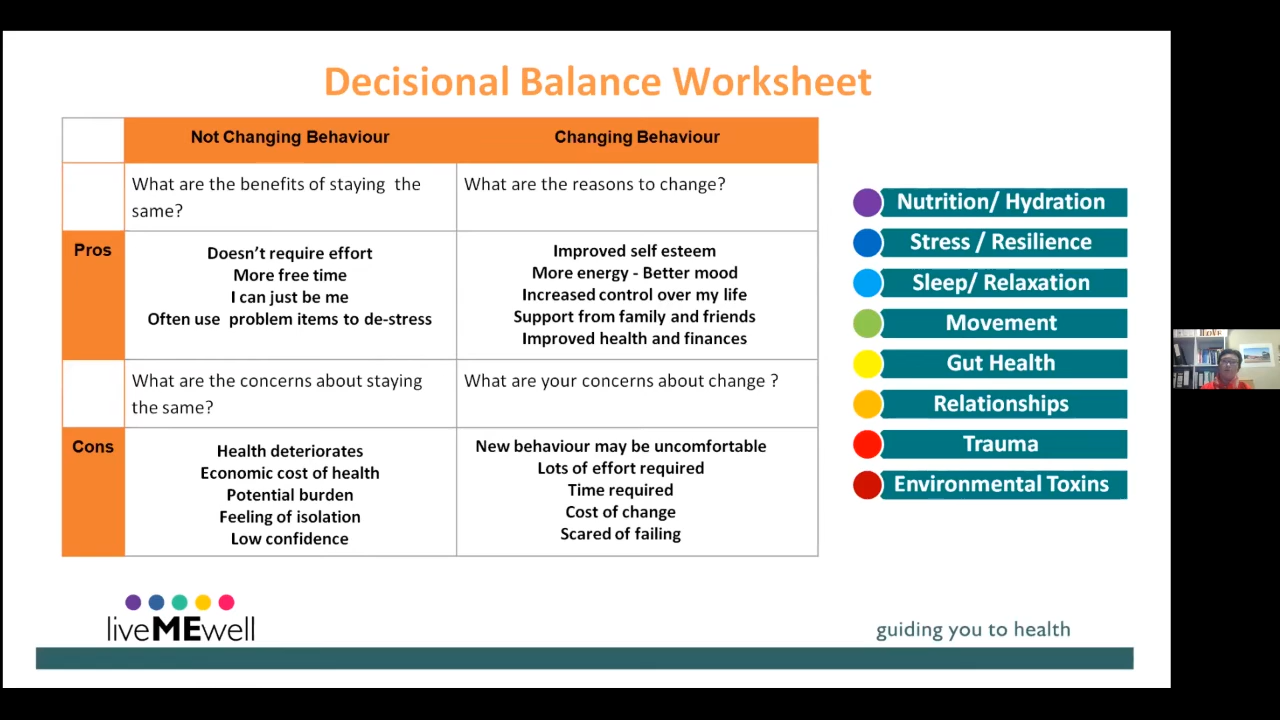 Decisional Balance Worksheet
Not Changing Behaviour
Changing Behaviour
What are the benefits of staying the
same?
What are the reasons to change?
Pros
Doesn't require effort
More free time
I can just be me
Often use problem items to de-stress
Improved self esteem
More energy - Better mood
Increased control over my life
Support from family and friends
Improved health and finances
What are the concerns about staying
the same?
What are your concerns about change ?
Cons
Health deteriorates
Economic cost of health
Potential burden
Feeling of isolation
Low confidence
New behaviour may be uncomfortable
Lots of effort required
Time required
Cost of change
Scared of failing
Nutrition/ Hydration
Stress / Resilience
Sleep/ Relaxation
Movement
Gut Health
Relationships
Trauma
Environmental Toxins
liveMEwell
guiding you to health